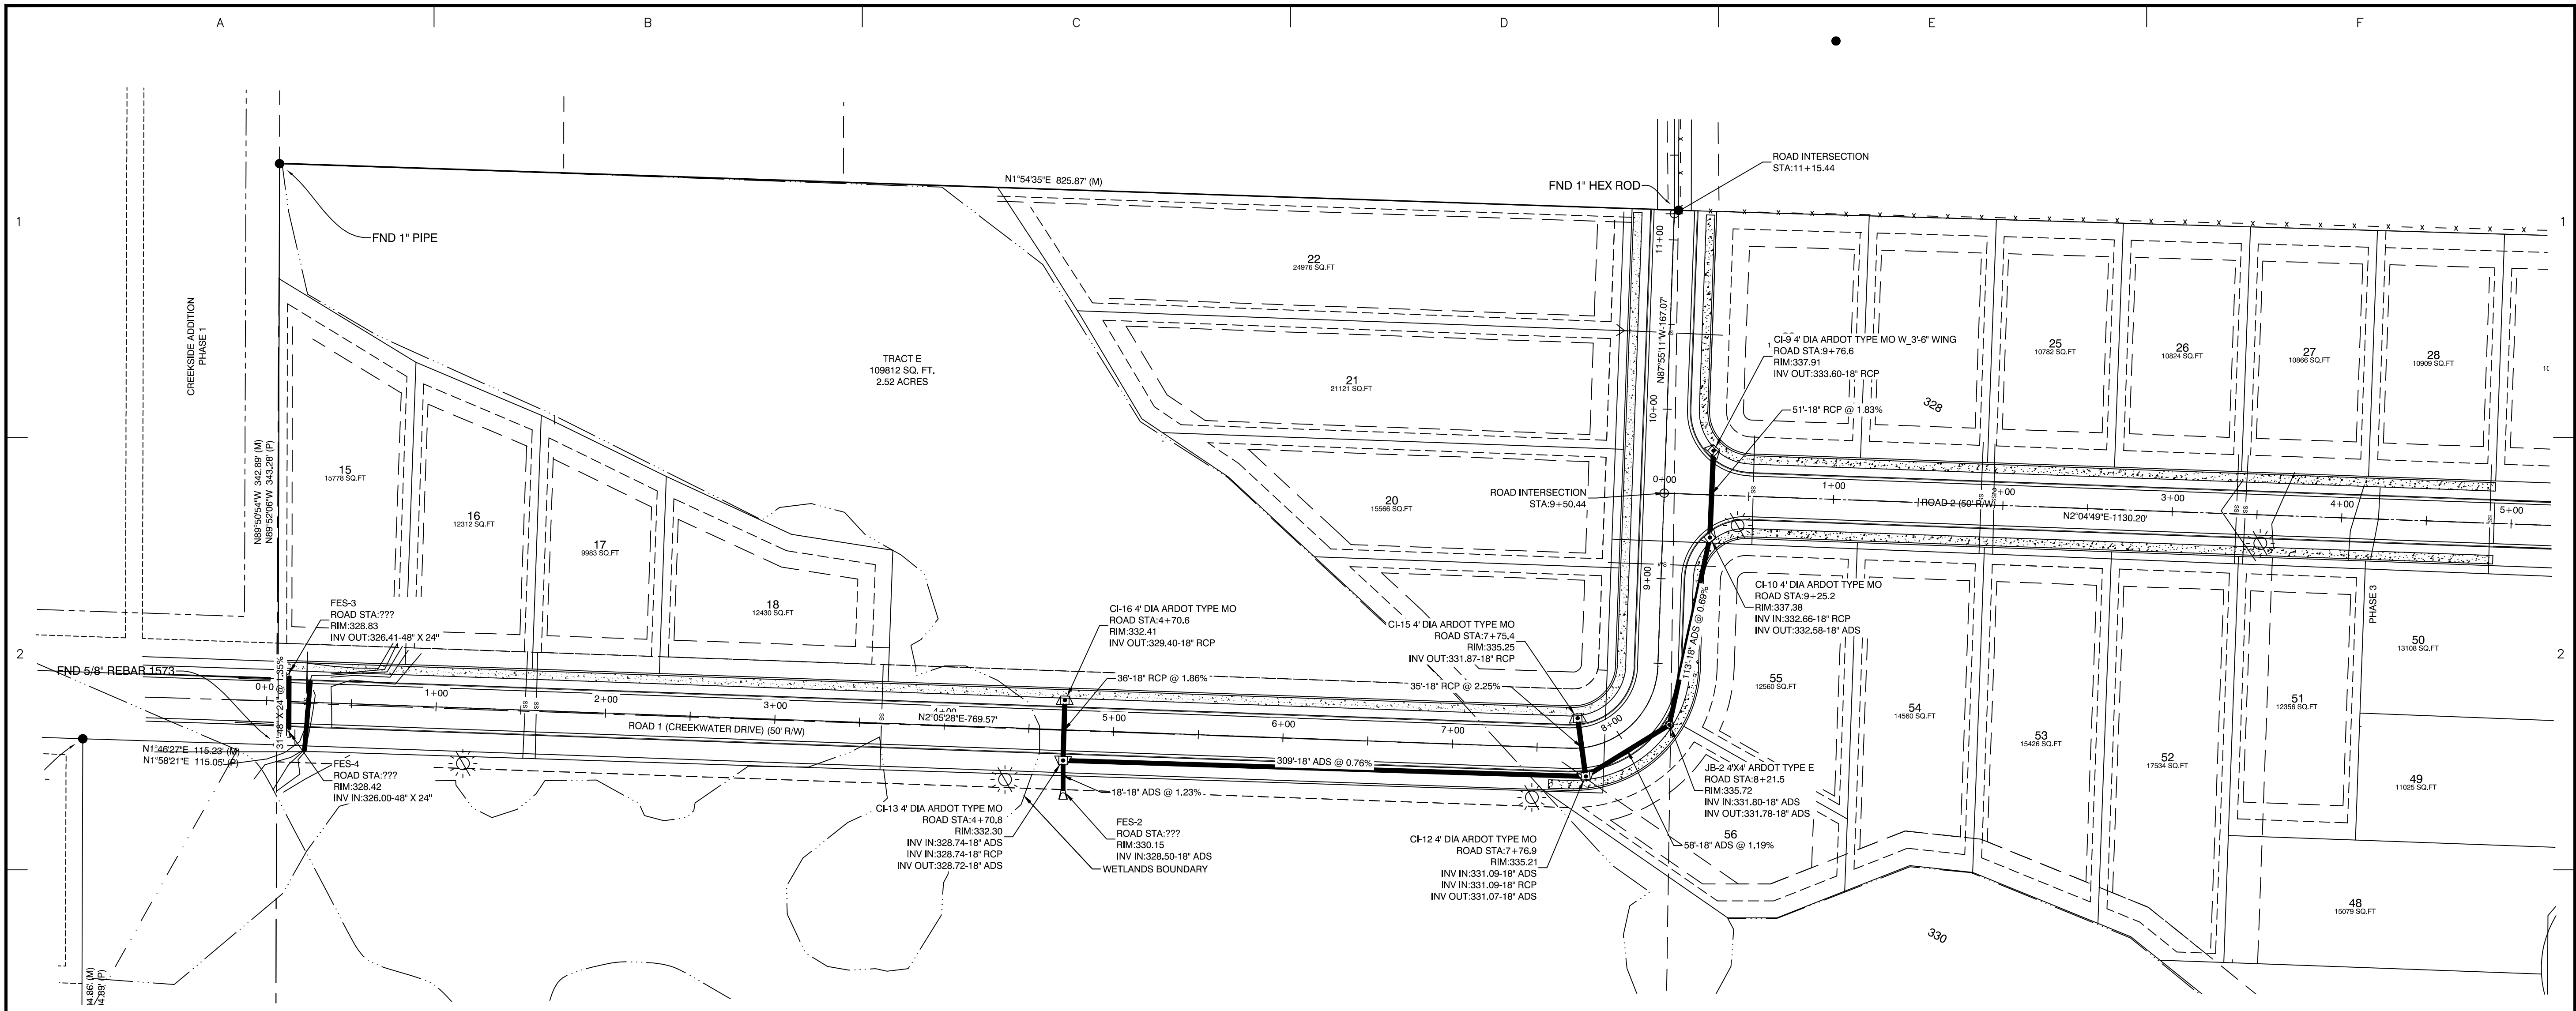 A
B
C
D
E
F
1
1
2
2
FND 1" PIPE
N1°54'35"E 825.87' (M)
FND 1" HEX ROD
ROAD INTERSECTION
STA:11+15.44
CREEKSIDE ADDITION
PHASE 1
N89°50'54"W 342.89' (M)
N89°52'06"W 343.28' (P)
TRACT E
109812 SQ. FT.
2.52 ACRES
15
15778 SQ.FT
16
12312 SQ.FT
17
9983 SQ.FT
18
12430 SQ.FT
22
24976 SQ.FT
21
21121 SQ.FT
20
15566 SQ.FT
11+00
10+00
9+00
N87°55'11"W-167.07'
CI-9 4' DIA ARDOT TYPE MO W_3'-6" WING
ROAD STA:9+76.6
RIM:337.91
INV OUT:333.60-18" RCP
51'-18" RCP @ 1.83%
328
25
10782 SQ.FT
26
10824 SQ.FT
27
10866 SQ.FT
28
10909 SQ.FT
10
ROAD INTERSECTION
STA:9+50.44
0+00
1+00
2+00
3+00
4+00
5+00
ROAD 2 (50' R/W)
N2°04'49"E-1130.20'
FES-3
ROAD STA:???
RIM:328.83
INV OUT:326.41-48" X 24"
FND 5/8" REBAR 1573
31'-48" X 24" @ 1.35%
0+0
1+00
2+00
3+00
4+00
5+00
6+00
7+00
8+00
ROAD 1 (CREEKWATER DRIVE) (50' R/W)
N2°05'28"E-769.57'
N1°46'27"E 115.23' (M)
N1°58'21"E 115.05' (P)
FES-4
ROAD STA:???
RIM:328.42
INV IN:326.00-48" X 24"
CI-16 4' DIA ARDOT TYPE MO
ROAD STA:4+70.6
RIM:332.41
INV OUT:329.40-18" RCP
36'-18" RCP @ 1.86%
CI-15 4' DIA ARDOT TYPE MO
ROAD STA:7+75.4
RIM:335.25
INV OUT:331.87-18" RCP
35'-18" RCP @ 2.25%
309'-18" ADS @ 0.76%
18'-18" ADS @ 1.23%
CI-13 4' DIA ARDOT TYPE MO
ROAD STA:4+70.8
RIM:332.30
INV IN:328.74-18" ADS
INV IN:328.74-18" RCP
INV OUT:328.72-18" ADS
FES-2
ROAD STA:???
RIM:330.15
INV IN:328.50-18" ADS
WETLANDS BOUNDARY
CI-12 4' DIA ARDOT TYPE MO
ROAD STA:7+76.9
RIM:335.21
INV IN:331.09-18" ADS
INV IN:331.09-18" RCP
INV OUT:331.07-18" ADS
CI-10 4' DIA ARDOT TYPE MO
ROAD STA:9+25.2
RIM:337.38
INV IN:332.66-18" RCP
INV OUT:332.58-18" ADS
113'-18" ADS @ 0.69%
JB-2 4'X4' ARDOT TYPE E
ROAD STA:8+21.5
RIM:335.72
INV IN:331.80-18" ADS
INV OUT:331.78-18" ADS
58'-18" ADS @ 1.19%
56
55
12560 SQ.FT
54
14560 SQ.FT
53
15426 SQ.FT
52
17534 SQ.FT
51
12356 SQ.FT
PHASE 3
50
13108 SQ.FT
49
11025 SQ.FT
48
15079 SQ.FT
330
4.86' (M)
4.89' (P)